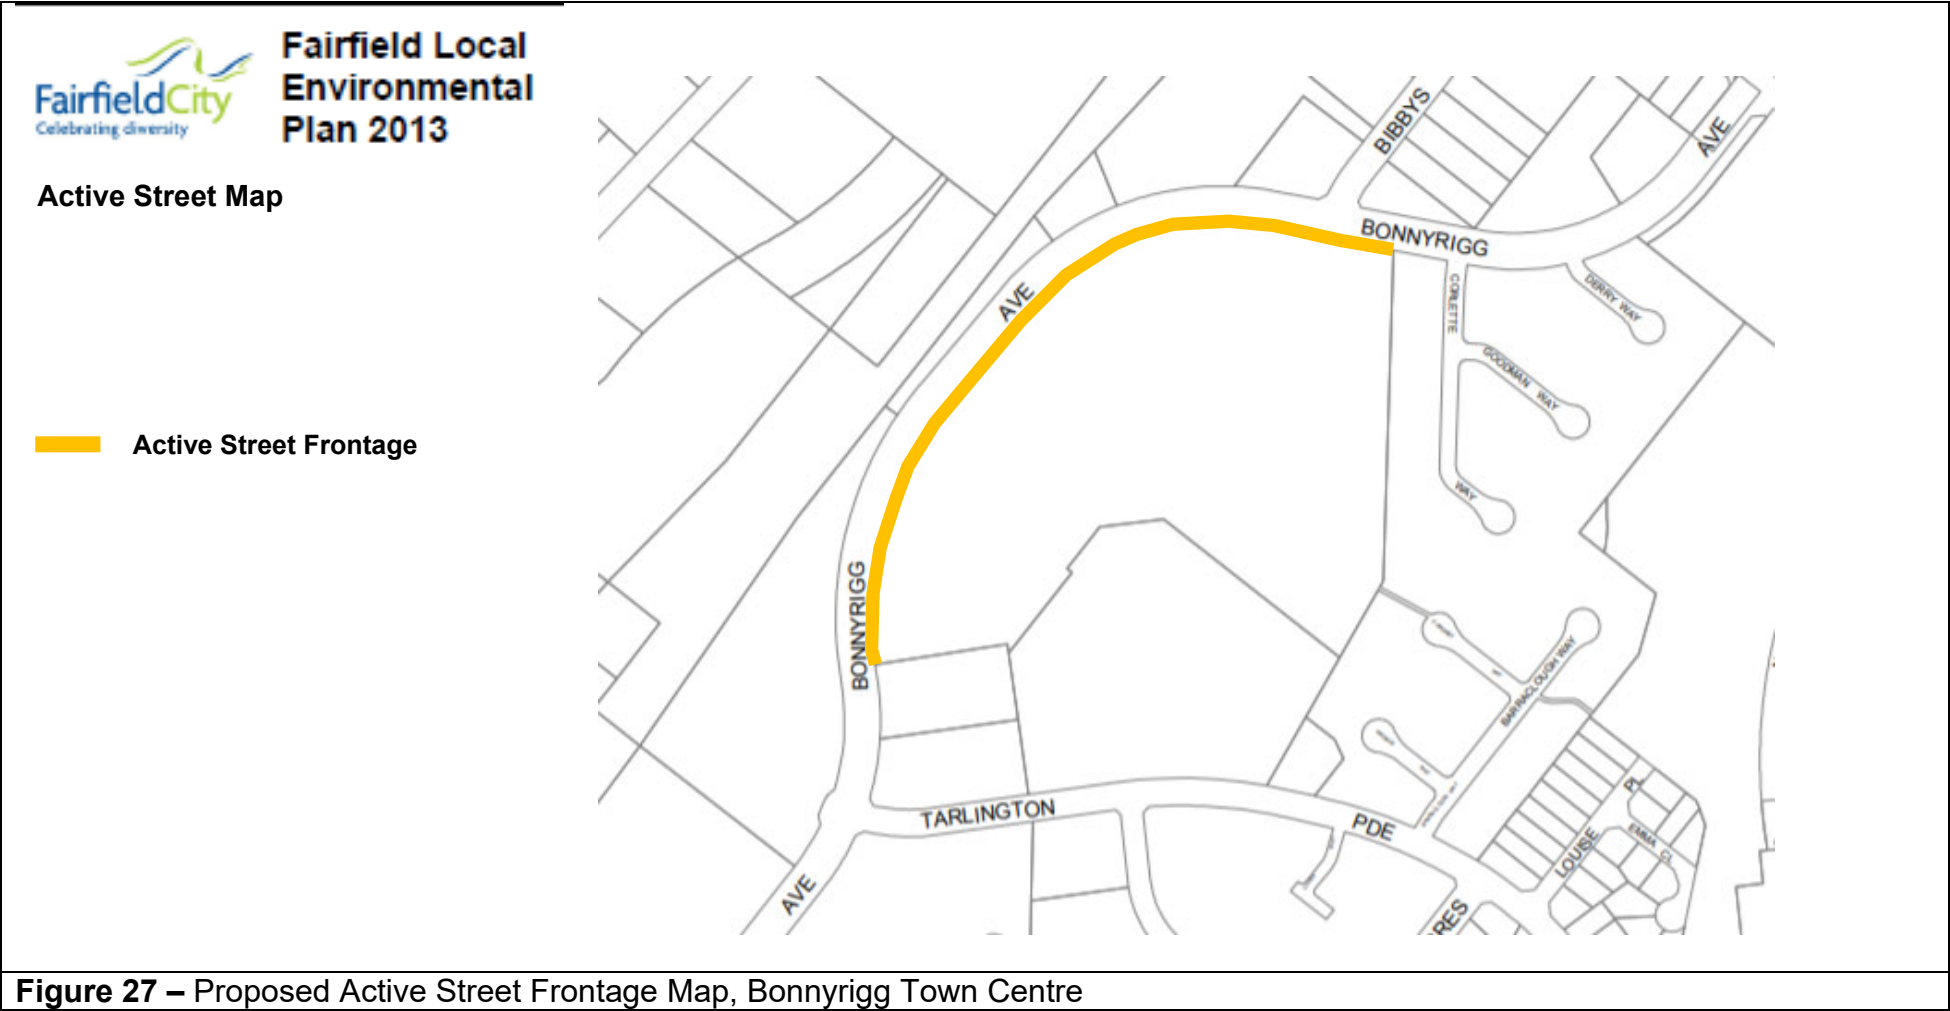 FairfieldCity
Celebrating diversity
Fairfield Local
Environmental
Plan 2013
Active Street Map
Active Street Frontage
BIBBYS
AVE
BONNYRIGG
AVE
CORLETTE
DERRY WAY
GOODMAN WAY
WAY
BONNYRIGG
BARRACLOUGH WAY
TARLINGTON
PDE
PL
LOUISE
EMMA CL
AVE
RES
Figure 27 – Proposed Active Street Frontage Map, Bonnyrigg Town Centre